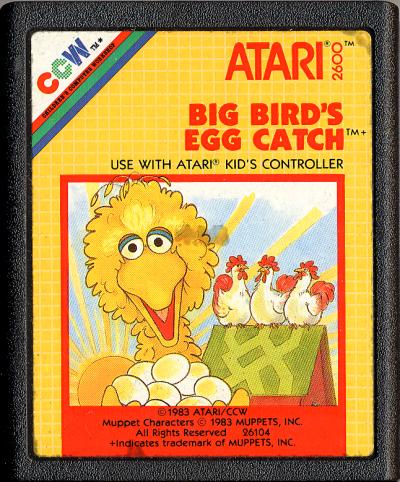 CCW™*
CHILDREN'S COMPUTER WORKSHOP
ATARI® 2600™
BIG BIRD'S
EGG CATCH™+
USE WITH ATARI® KID'S CONTROLLER
©1983 ATARI/CCW
Muppet Characters © 1983 MUPPETS, INC.
All Rights Reserved 26104
+Indicates trademark of MUPPETS, INC.